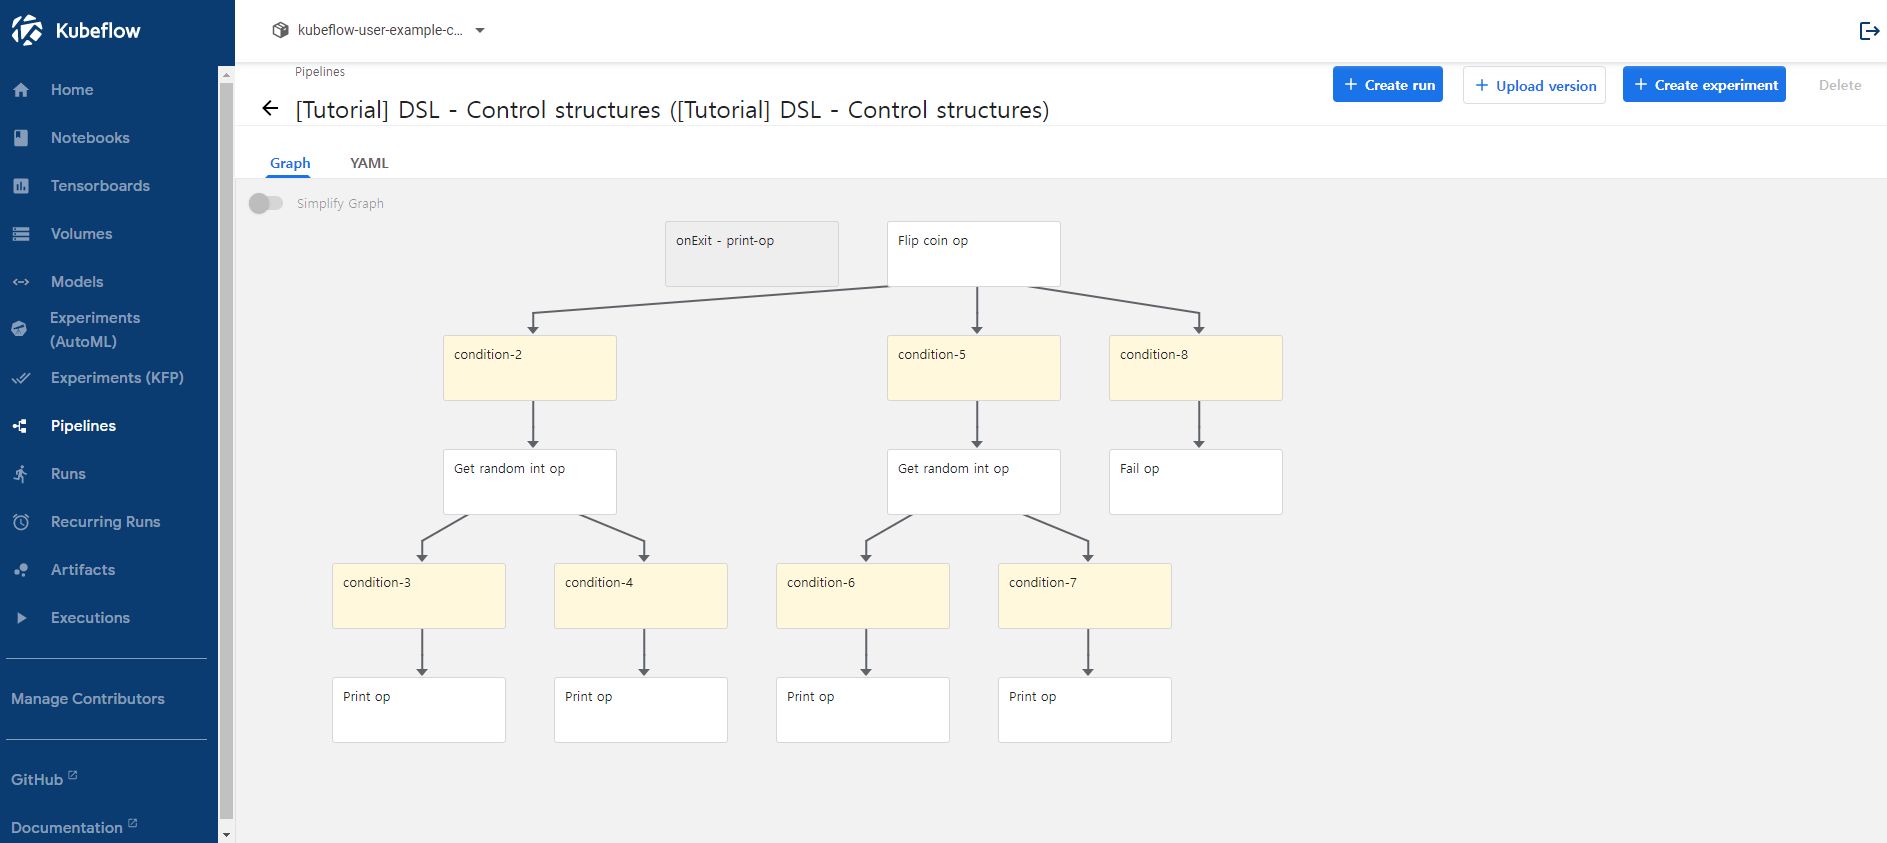 Kubeflow
kubeflow-user-example-c...
Home
Notebooks
Tensorboards
Volumes
Models
Experiments
(AutoML)
Experiments (KFP)
Pipelines
Runs
Recurring Runs
Artifacts
Executions
Manage Contributors
GitHub
Documentation
Pipelines
[Tutorial] DSL - Control structures ([Tutorial] DSL - Control structures)
+ Create run
+ Upload version
+ Create experiment
Delete
Graph
YAML
Simplify Graph
onExit - print-op
Flip coin op
condition-2
condition-5
condition-8
Get random int op
Get random int op
Fail op
condition-3
condition-4
condition-6
condition-7
Print op
Print op
Print op
Print op